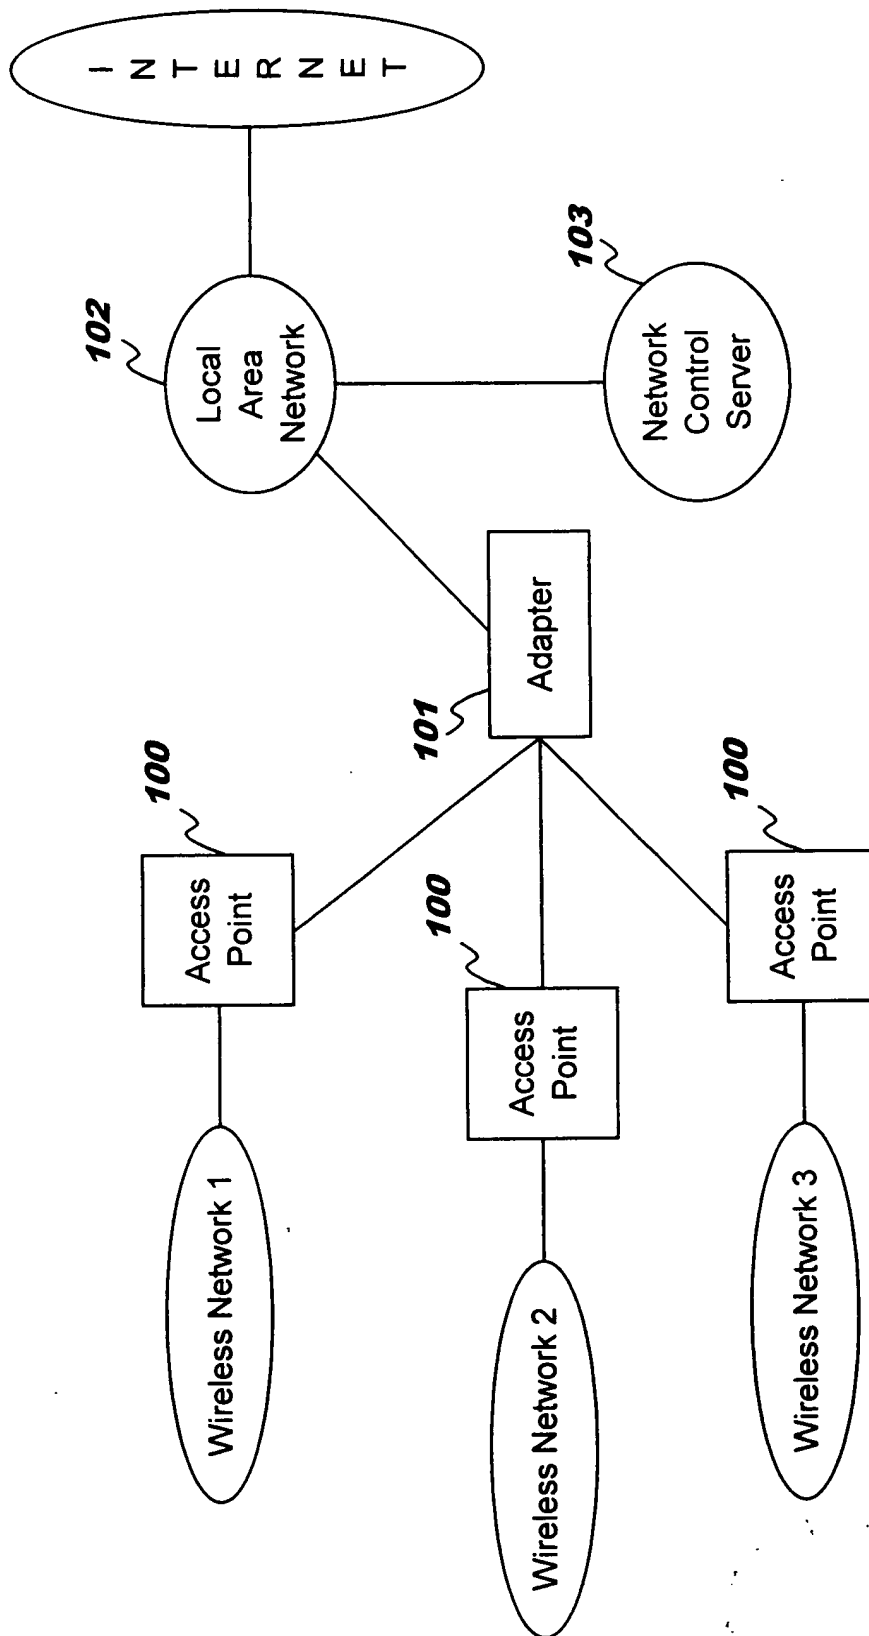 Wireless Network 1
Access
Point
100
Wireless Network 2
Access
Point
100
Wireless Network 3
Access
Point
100
Adapter
101
Local
Area
Network
102
Network
Control
Server
103
INTERNET